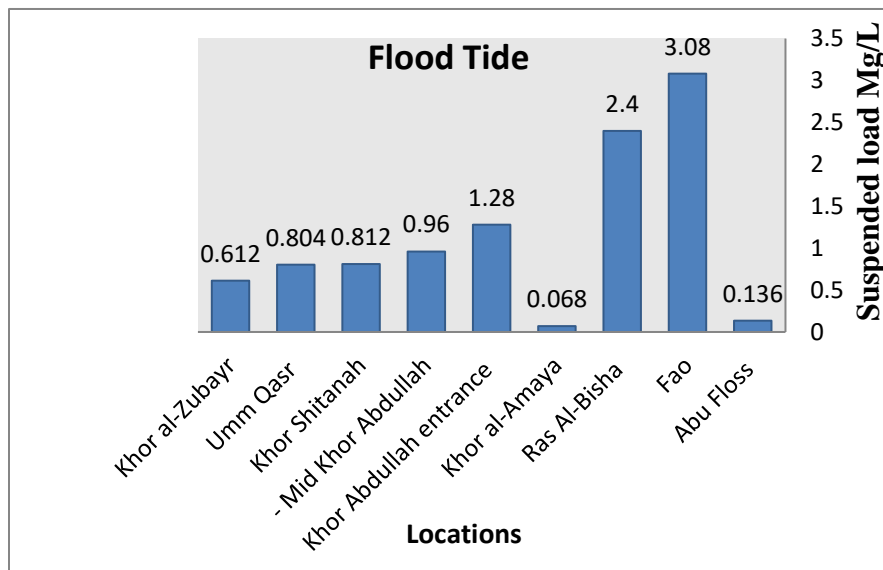 Flood Tide
3.5
3
2.5
2
1.5
1
0.5
0
Suspended load Mg/L
0.612
0.804
0.812
0.96
1.28
0.068
2.4
3.08
0.136
Khor al-Zubayr
Umm Qasr
Khor Shitanah
- Mid Khor Abdullah
Khor Abdullah entrance
Khor al-Amaya
Ras Al-Bisha
Fao
Abu Floss
Locations